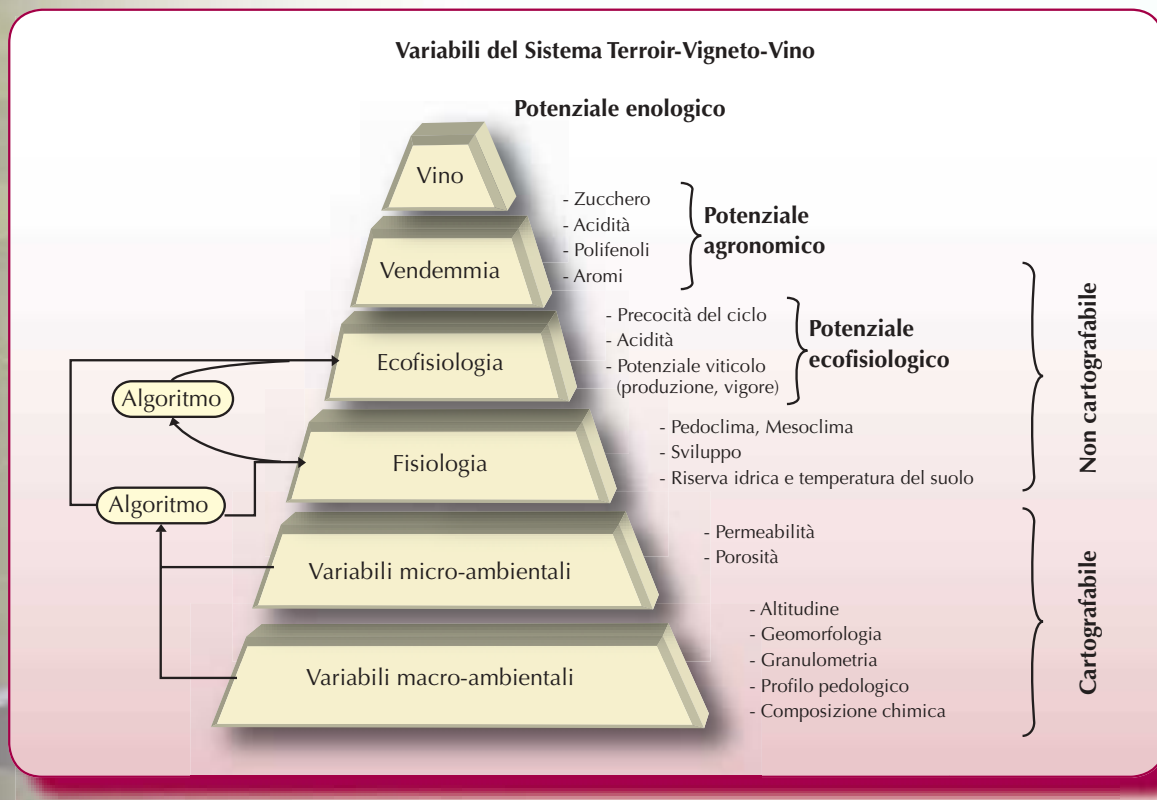 Variabili del Sistema Terroir-Vigneto-Vino
Potenziale enologico
Vino
- Zucchero
- Acidità
- Polifenoli
- Aromi
Potenziale
agronomico
Vendemmia
- Precocità del ciclo
- Acidità
- Potenziale viticolo
(produzione, vigore)
Potenziale
ecofisiologico
Ecofisiologia
Algoritmo
- Pedoclima, Mesoclima
- Sviluppo
- Riserva idrica e temperatura del suolo
Fisiologia
Non cartografabile
Algoritmo
- Permeabilità
- Porosità
Variabili micro-ambientali
- Altitudine
- Geomorfologia
- Granulometria
- Profilo pedologico
- Composizione chimica
Variabili macro-ambientali
Cartografabile